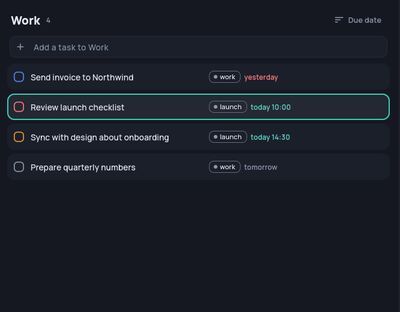 Work 4 Due date
Add a task to Work
Send invoice to Northwind work yesterday
Review launch checklist launch today 10:00
Sync with design about onboarding launch today 14:30
Prepare quarterly numbers work tomorrow